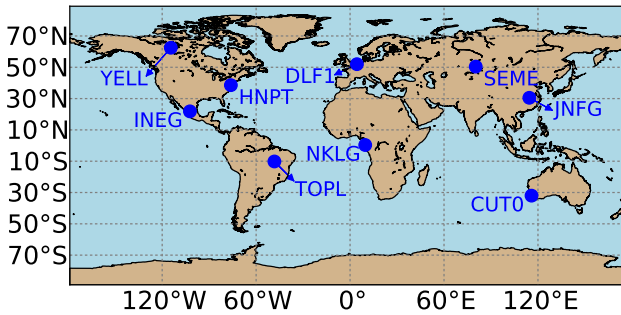 70°N
50°N
30°N
10°N
10°S
30°S
50°S
70°S
YELL
DLF1
SEME
HNPT
INEG
JNFG
NKLG
TOPL
CUT0
120°W
60°W
0°
60°E
120°E